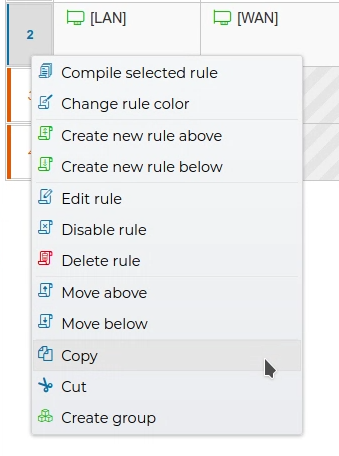 2
[LAN]
[WAN]
Compile selected rule
Change rule color
Create new rule above
Create new rule below
Edit rule
Disable rule
Delete rule
Move above
Move below
Copy
Cut
Create group